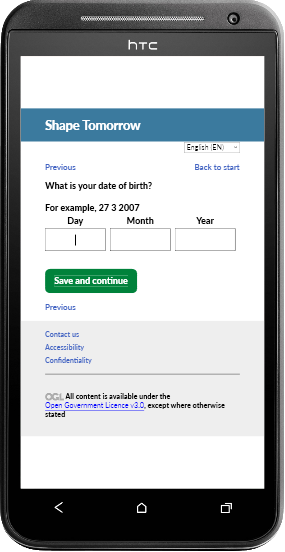 hTC
Shape Tomorrow
English (EN)
Previous
Back to start
What is your date of birth?
For example, 27 3 2007
Day Month Year
Save and continue
Previous
Contact us
Accessibility
Confidentiality
OGL All content is available under the
Open Government Licence v3.0, except where otherwise
stated